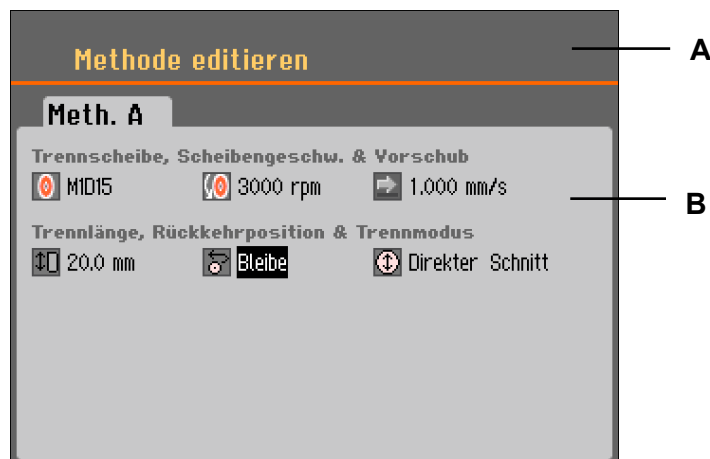 Methode editieren
A
Meth. A
Trennscheibe, Scheibengeschw. & Vorschub
M1D15 3000 rpm 1.000 mm/s
B
Trennlänge, Rückkehrposition & Trennmodus
20.0 mm Bleibe Direkter Schnitt